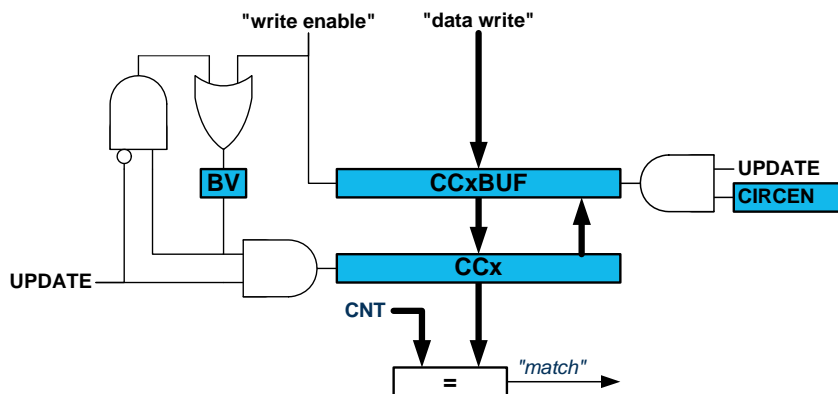 "write enable"
"data write"
BV
CCxBUF
UPDATE
CIRCEN
UPDATE
CCx
CNT
=
"match"